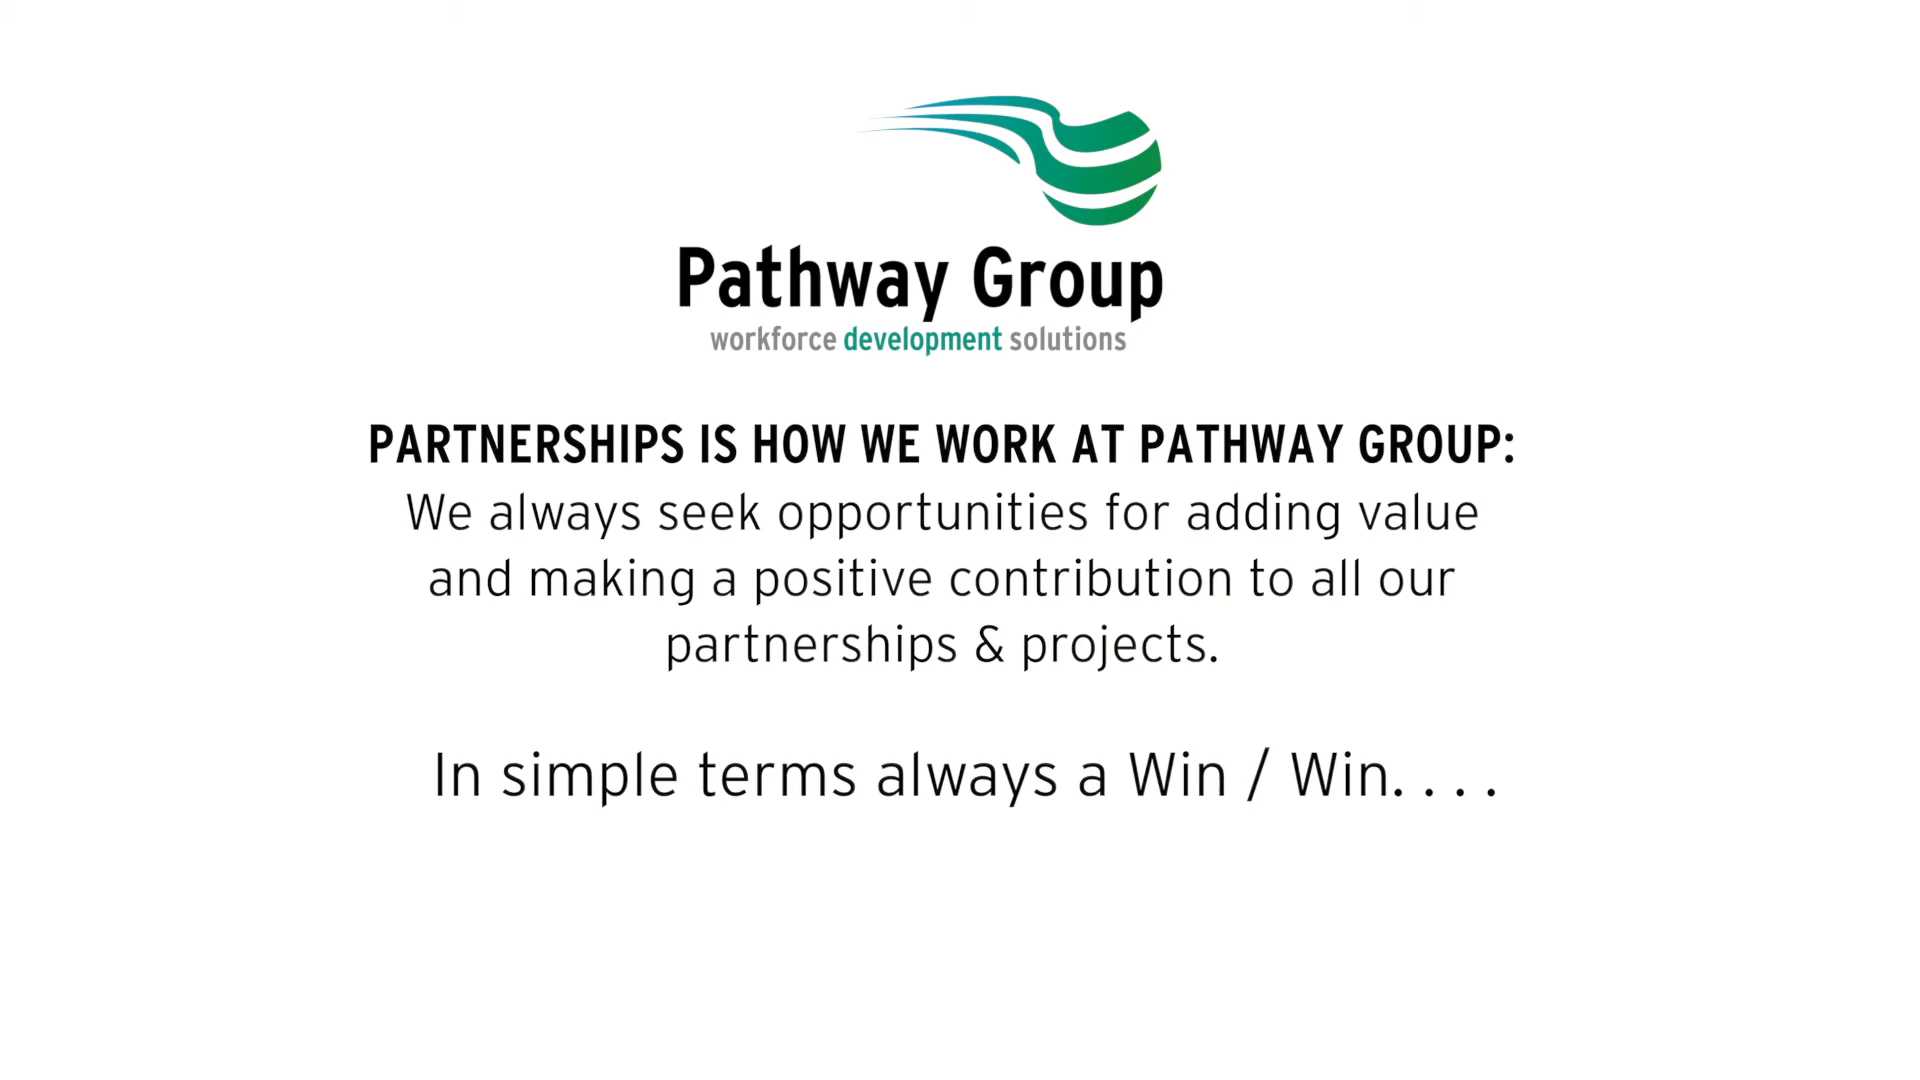 Pathway Group
workforce development solutions
PARTNERSHIPS IS HOW WE WORK AT PATHWAY GROUP:
We always seek opportunities for adding value
and making a positive contribution to all our
partnerships & projects.
In simple terms always a Win / Win. . . .